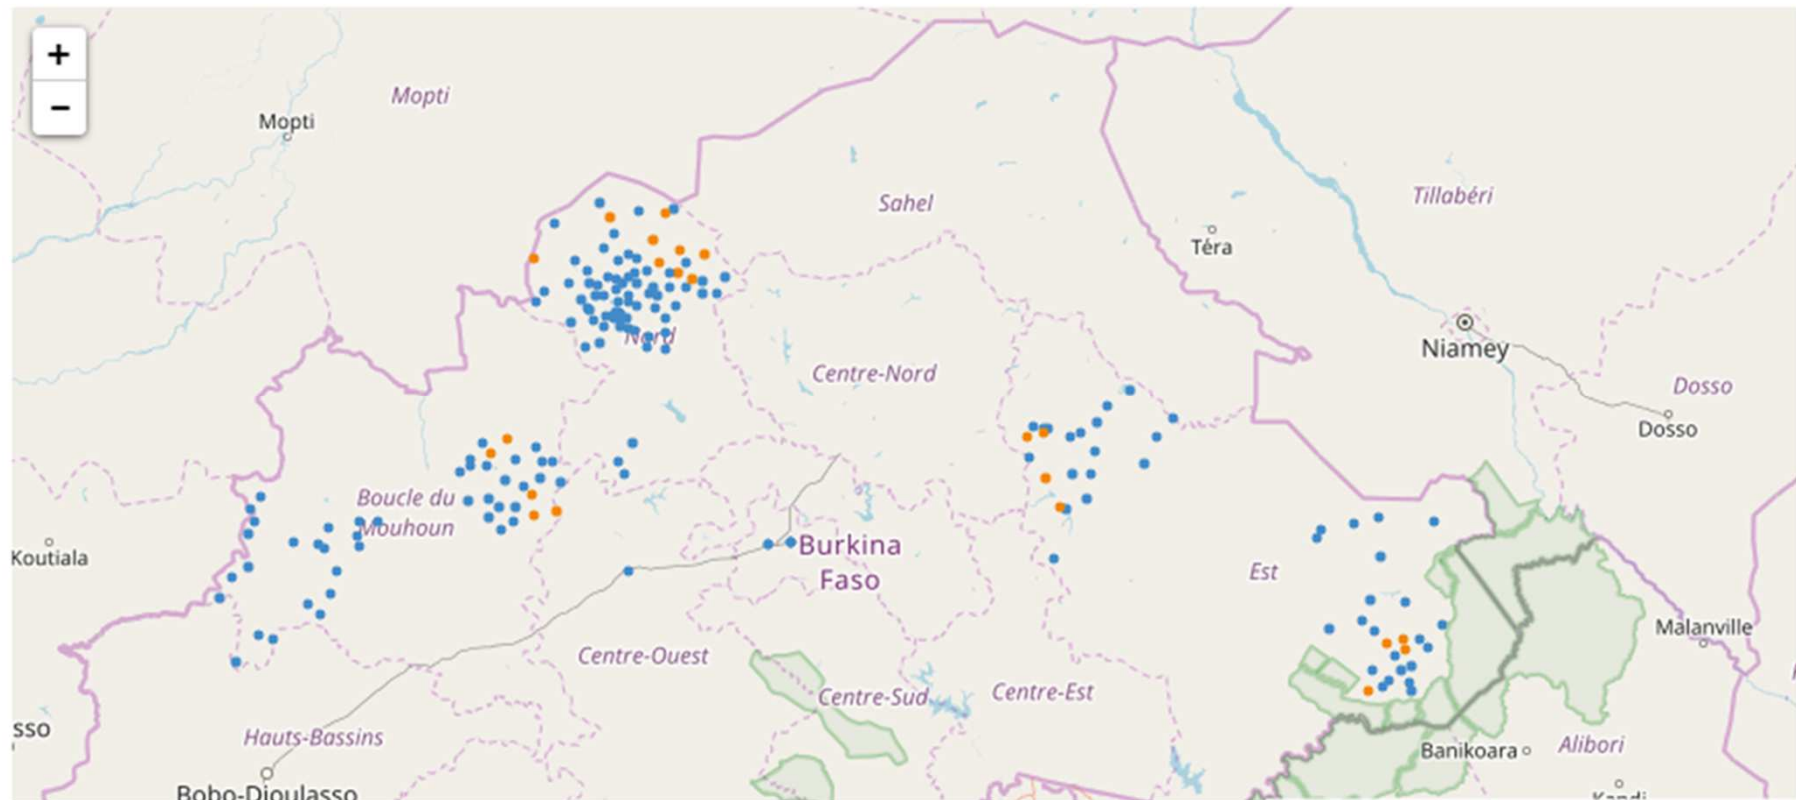 +
−
Mopti
Mopti
Sahel
Tillabéri
Téra
Nord
Niamey
Centre-Nord
Dosso
Dosso
Boucle du
Mouhoun
Koutiala
Burkina
Faso
Est
Malanville
Centre-Ouest
Centre-Sud
Centre-Est
sso
Hauts-Bassins
Banikoara
Alibori
Bobo-Dioulasso
Kandi